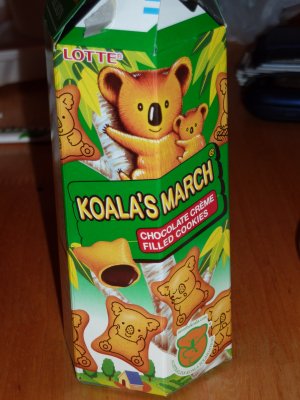 LOTTE
KOALA'S MARCH
CHOCOLATE CRÈME
FILLED COOKIES